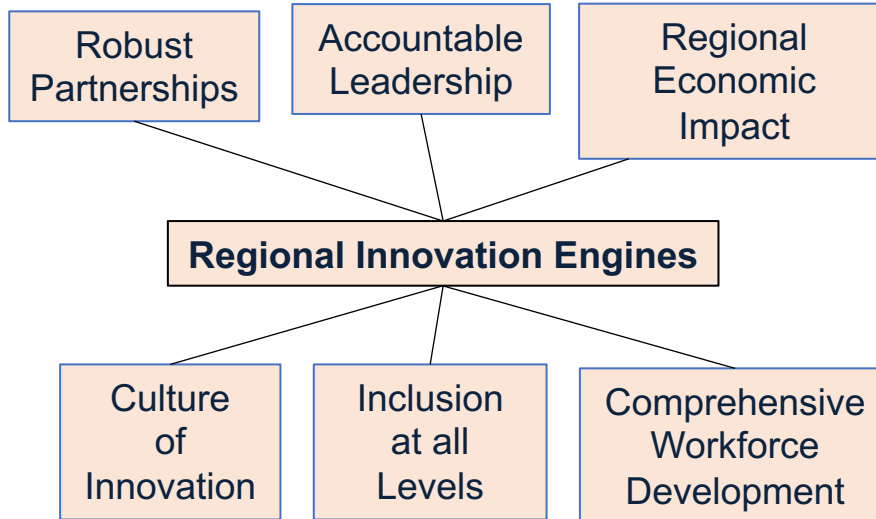 Robust
Partnerships
Accountable
Leadership
Regional
Economic
Impact
Regional Innovation Engines
Culture
of
Innovation
Inclusion
at all
Levels
Comprehensive
Workforce
Development